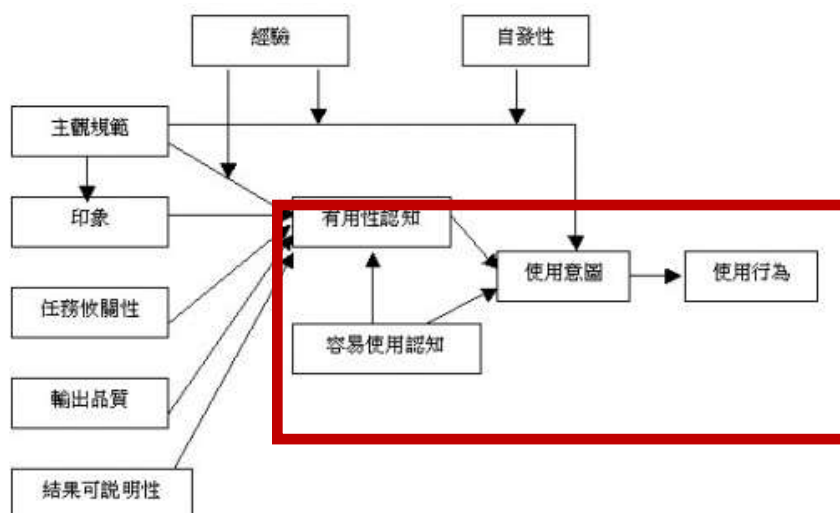 經驗
自發性
主觀規範
印象
有用性認知
使用意圖
使用行為
任務攸關性
容易使用認知
輸出品質
結果可説明性